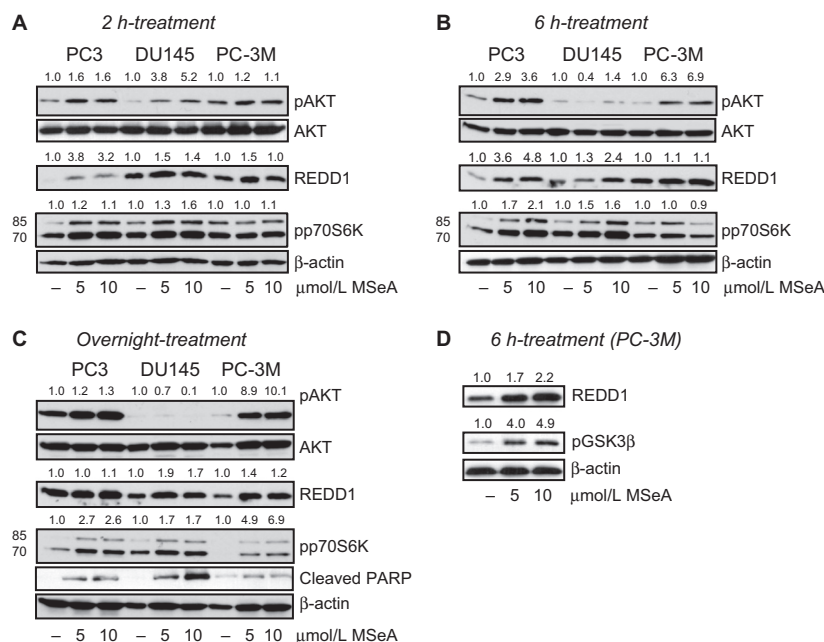 A
2 h-treatment
PC3 DU145 PC-3M
1.0 1.6 1.6 1.0 3.8 5.2 1.0 1.2 1.1
pAKT
AKT
1.0 3.8 3.2 1.0 1.5 1.4 1.0 1.5 1.0
REDD1
1.0 1.2 1.1 1.0 1.3 1.6 1.0 1.0 1.1
85
70
pp70S6K
β-actin
– 5 10 – 5 10 – 5 10 μmol/L MSeA
B
6 h-treatment
PC3 DU145 PC-3M
1.0 2.9 3.6 1.0 0.4 1.4 1.0 6.3 6.9
pAKT
AKT
1.0 3.6 4.8 1.0 1.3 2.4 1.0 1.1 1.1
REDD1
1.0 1.7 2.1 1.0 1.5 1.6 1.0 1.0 0.9
85
70
pp70S6K
β-actin
– 5 10 – 5 10 – 5 10 μmol/L MSeA
C
Overnight-treatment
PC3 DU145 PC-3M
1.0 1.2 1.3 1.0 0.7 0.1 1.0 8.9 10.1
pAKT
AKT
1.0 1.0 1.1 1.0 1.9 1.7 1.0 1.4 1.2
REDD1
1.0 2.7 2.6 1.0 1.7 1.7 1.0 4.9 6.9
85
70
pp70S6K
Cleaved PARP
β-actin
– 5 10 – 5 10 – 5 10 μmol/L MSeA
D
6 h-treatment (PC-3M)
1.0 1.7 2.2
REDD1
1.0 4.0 4.9
pGSK3β
β-actin
– 5 10 μmol/L MSeA